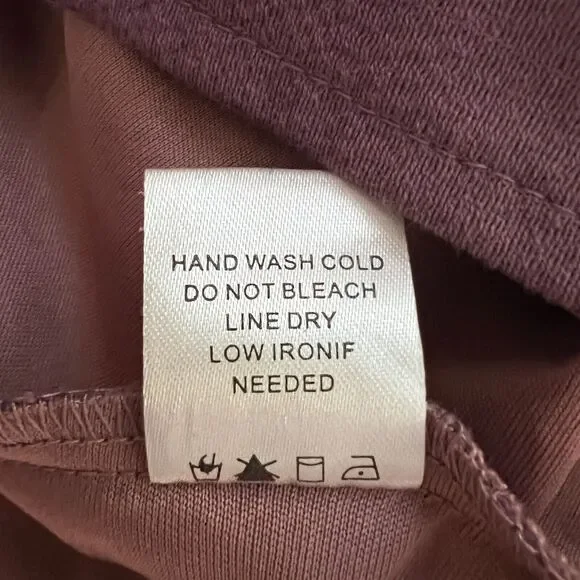 HAND WASH COLD
DO NOT BLEACH
LINE DRY
LOW IRONIF
NEEDED